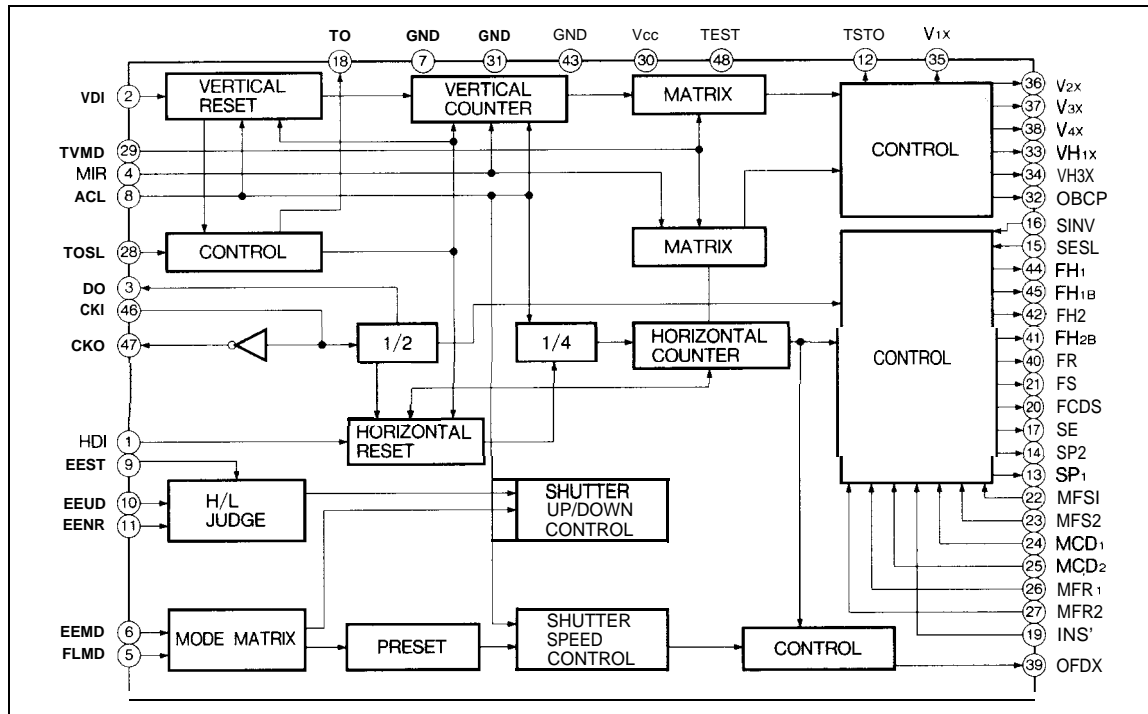 TO GND GND GND Vcc TEST TSTO V1X
18 7 31 43 30 48 12 35
VDI 2
VERTICAL
RESET
VERTICAL
COUNTER
MATRIX
CONTROL
36 V2X
37 V3X
38 V4X
33 VH1X
34 VH3X
32 OBCP
TVMD 29
MIR 4
ACL 8
TOSL 28
CONTROL
MATRIX
DO 3
CKI 46
CKO 47
1/2
1/4
HORIZONTAL
COUNTER
CONTROL
16 SINV
15 SESL
44 FH1
45 FH1B
42 FH2
41 FH2B
40 FR
21 FS
20 FCDS
17 SE
14 SP2
13 SP1
22 MFSI
23 MFS2
24 MCD1
25 MCD2
26 MFR1
27 MFR2
19 INS'
HDI 1
HORIZONTAL
RESET
EEST 9
EEUD 10
EENR 11
H/L
JUDGE
SHUTTER
UP/DOWN
CONTROL
EEMD 6
FLMD 5
MODE MATRIX
PRESET
SHUTTER
SPEED
CONTROL
CONTROL
39 OFDX